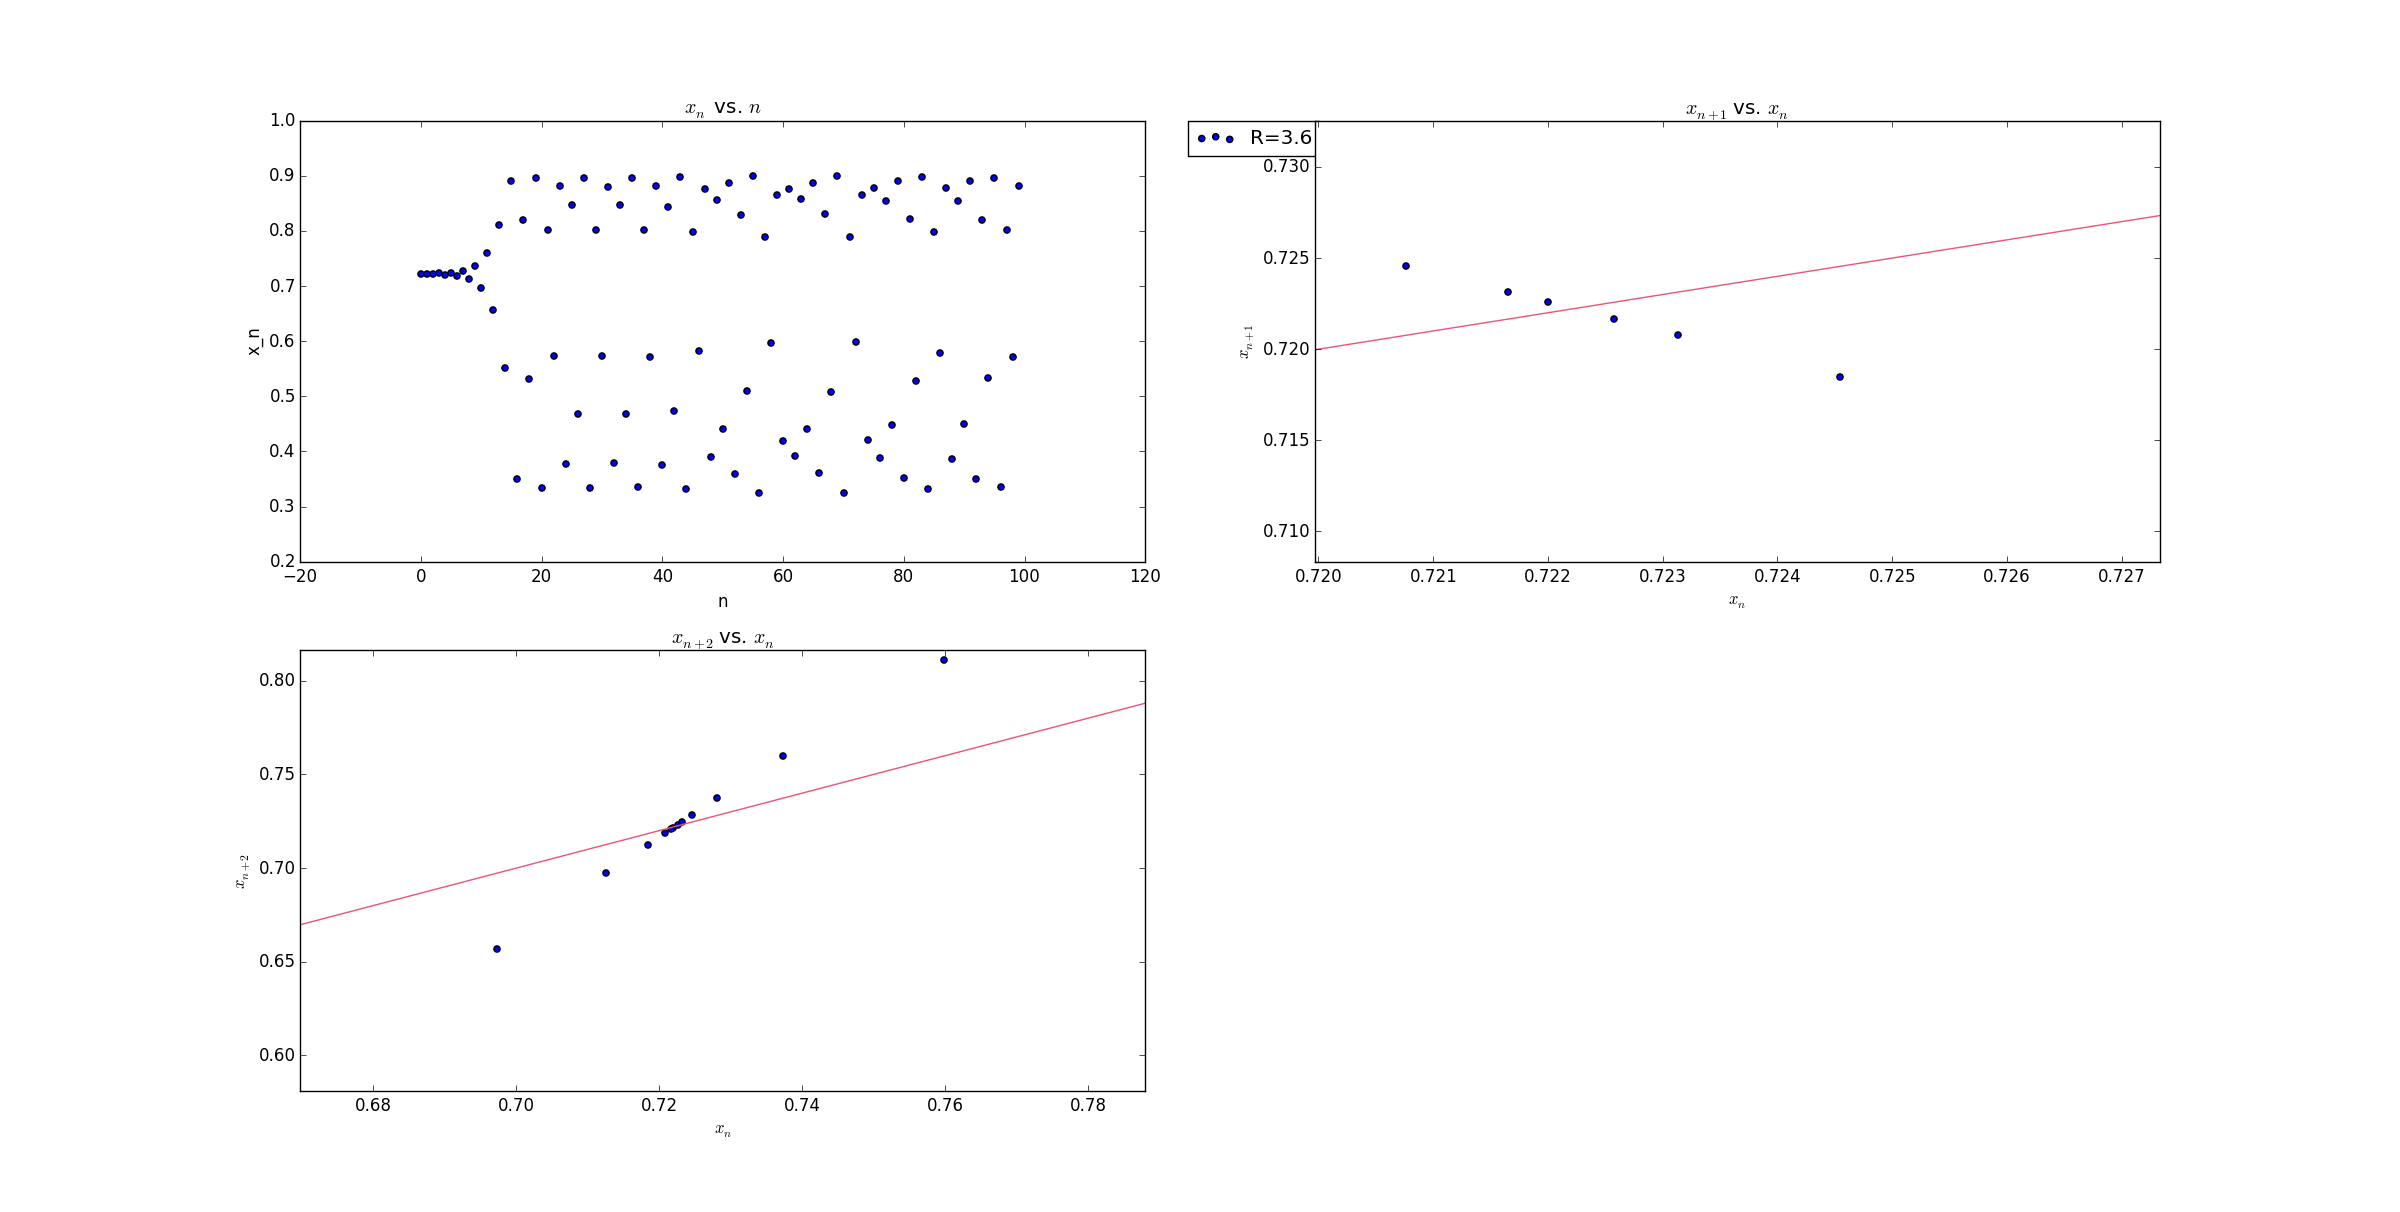 x_n vs. n
1.0
0.9
0.8
0.7
0.6
0.5
0.4
0.3
0.2
x_n
−20 0 20 40 60 80 100 120
n
R=3.6
x_{n+1} vs. x_n
0.730
0.725
0.720
0.715
0.710
x_{n+1}
0.720 0.721 0.722 0.723 0.724 0.725 0.726 0.727
x_n
x_{n+2} vs. x_n
0.80
0.75
0.70
0.65
0.60
x_{n+2}
0.68 0.70 0.72 0.74 0.76 0.78
x_n